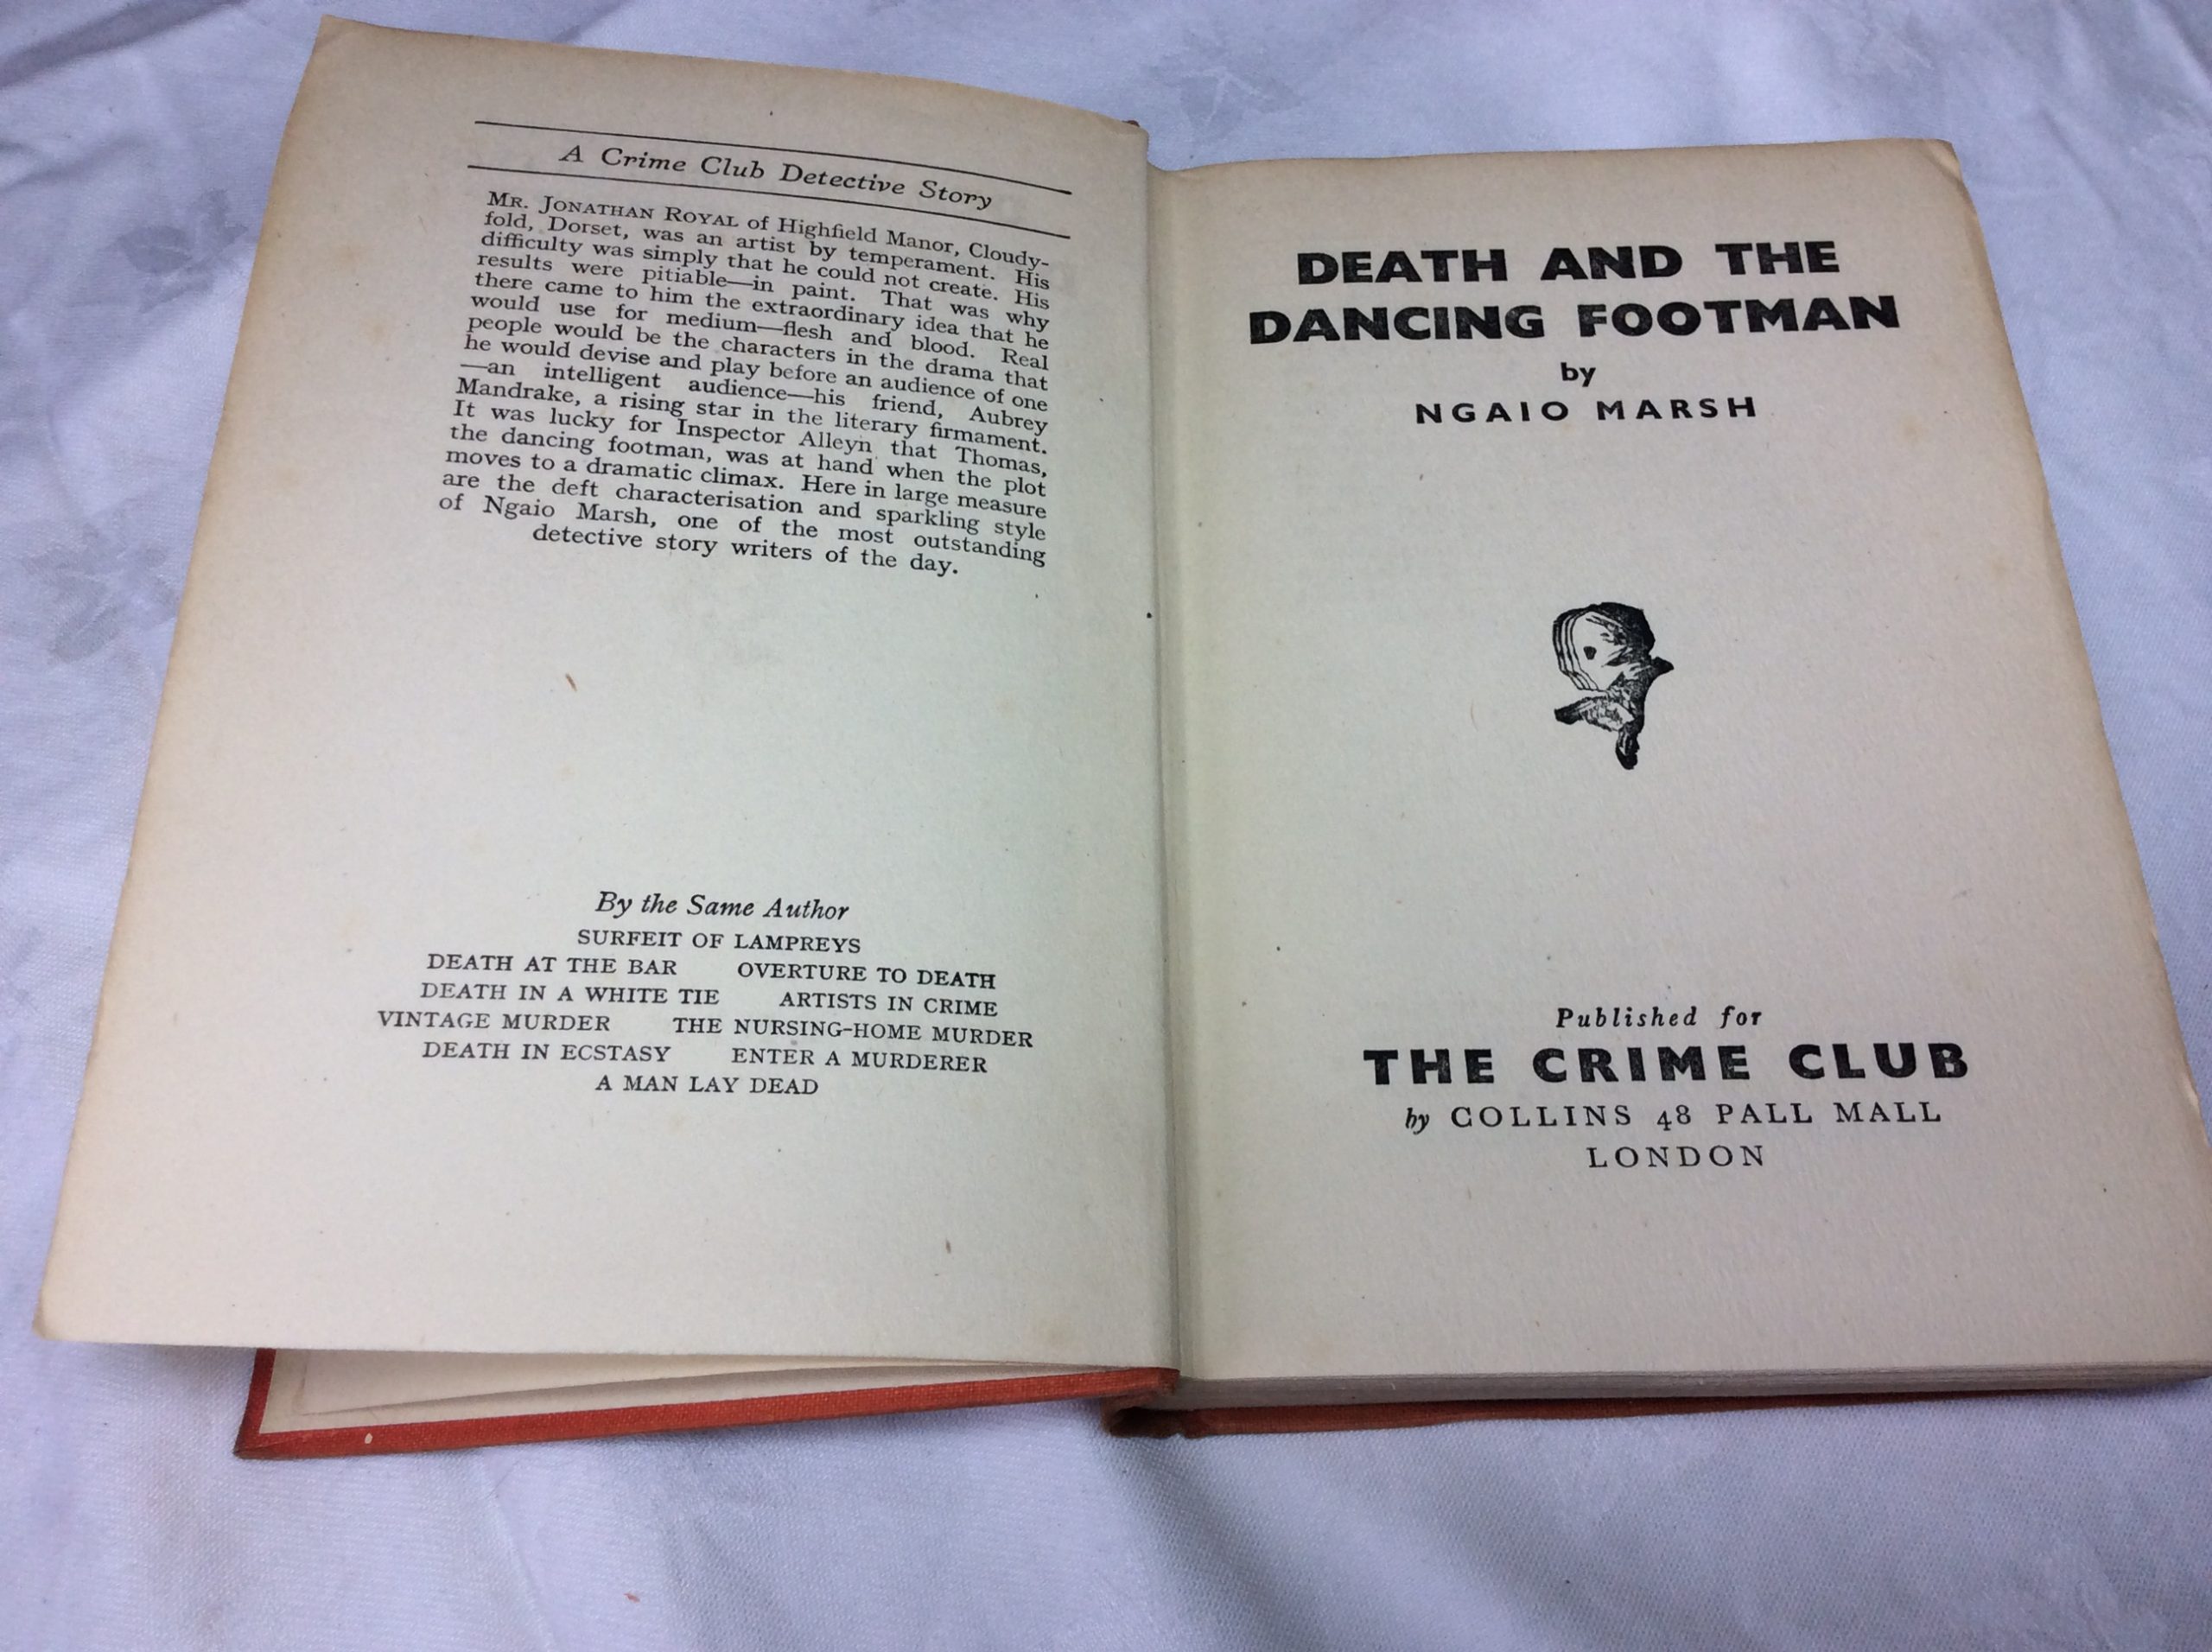 A Crime Club Detective Story
Mr. Jonathan Royal of Highfield Manor, Cloudy-
fold, Dorset, was an artist by temperament. His
difficulty was simply that he could not create. His
results were pitiable—in paint. That was why
there came to him the extraordinary idea that he
would use for medium—flesh and blood. Real
people would be the characters in the drama that
he would devise and play before an audience of one
—an intelligent audience—his friend, Aubrey
Mandrake, a rising star in the literary firmament.
It was lucky for Inspector Alleyn that Thomas,
the dancing footman, was at hand when the plot
moves to a dramatic climax. Here in large measure
are the deft characterisation and sparkling style
of Ngaio Marsh, one of the most outstanding
detective story writers of the day.
By the Same Author
SURFEIT OF LAMPREYS
DEATH AT THE BAR OVERTURE TO DEATH
DEATH IN A WHITE TIE ARTISTS IN CRIME
VINTAGE MURDER THE NURSING-HOME MURDER
DEATH IN ECSTASY ENTER A MURDERER
A MAN LAY DEAD
DEATH AND THE
DANCING FOOTMAN
by
NGAIO MARSH
Published for
THE CRIME CLUB
by COLLINS 48 PALL MALL
LONDON